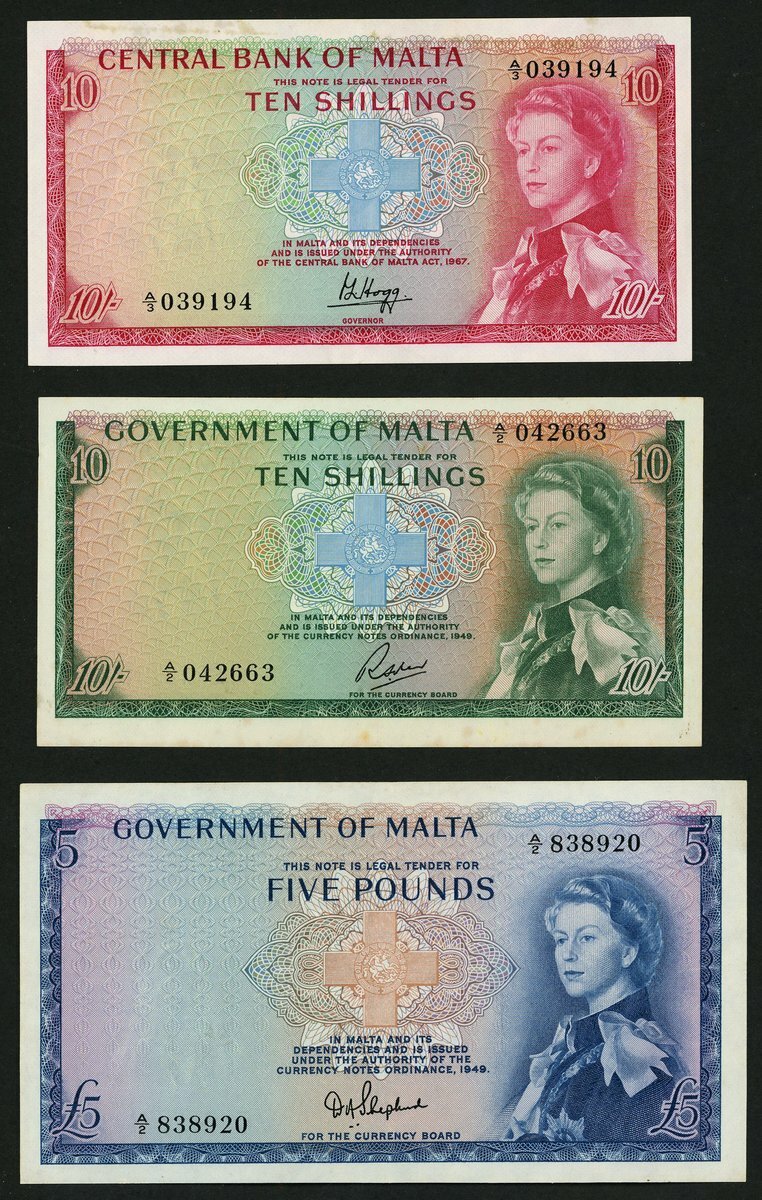 CENTRAL BANK OF MALTA
A/3 039194
10
THIS NOTE IS LEGAL TENDER FOR
10
TEN SHILLINGS
IN MALTA AND ITS DEPENDENCIES
AND IS ISSUED UNDER THE AUTHORITY
OF THE CENTRAL BANK OF MALTA ACT, 1967.
10/-
A/3 039194
Hogg.
10/-
GOVERNOR
GOVERNMENT OF MALTA
A/2 042663
10
THIS NOTE IS LEGAL TENDER FOR
10
TEN SHILLINGS
IN MALTA AND ITS DEPENDENCIES
AND IS ISSUED UNDER THE AUTHORITY
OF THE CURRENCY NOTES ORDINANCE, 1949.
10/-
A/2 042663
10/-
FOR THE CURRENCY BOARD
GOVERNMENT OF MALTA
A/2 838920
5
THIS NOTE IS LEGAL TENDER FOR
5
FIVE POUNDS
IN MALTA AND ITS
DEPENDENCIES AND IS ISSUED
UNDER THE AUTHORITY OF THE
CURRENCY NOTES ORDINANCE, 1949.
£5
A/2 838920
D A Shepherd
£5
FOR THE CURRENCY BOARD